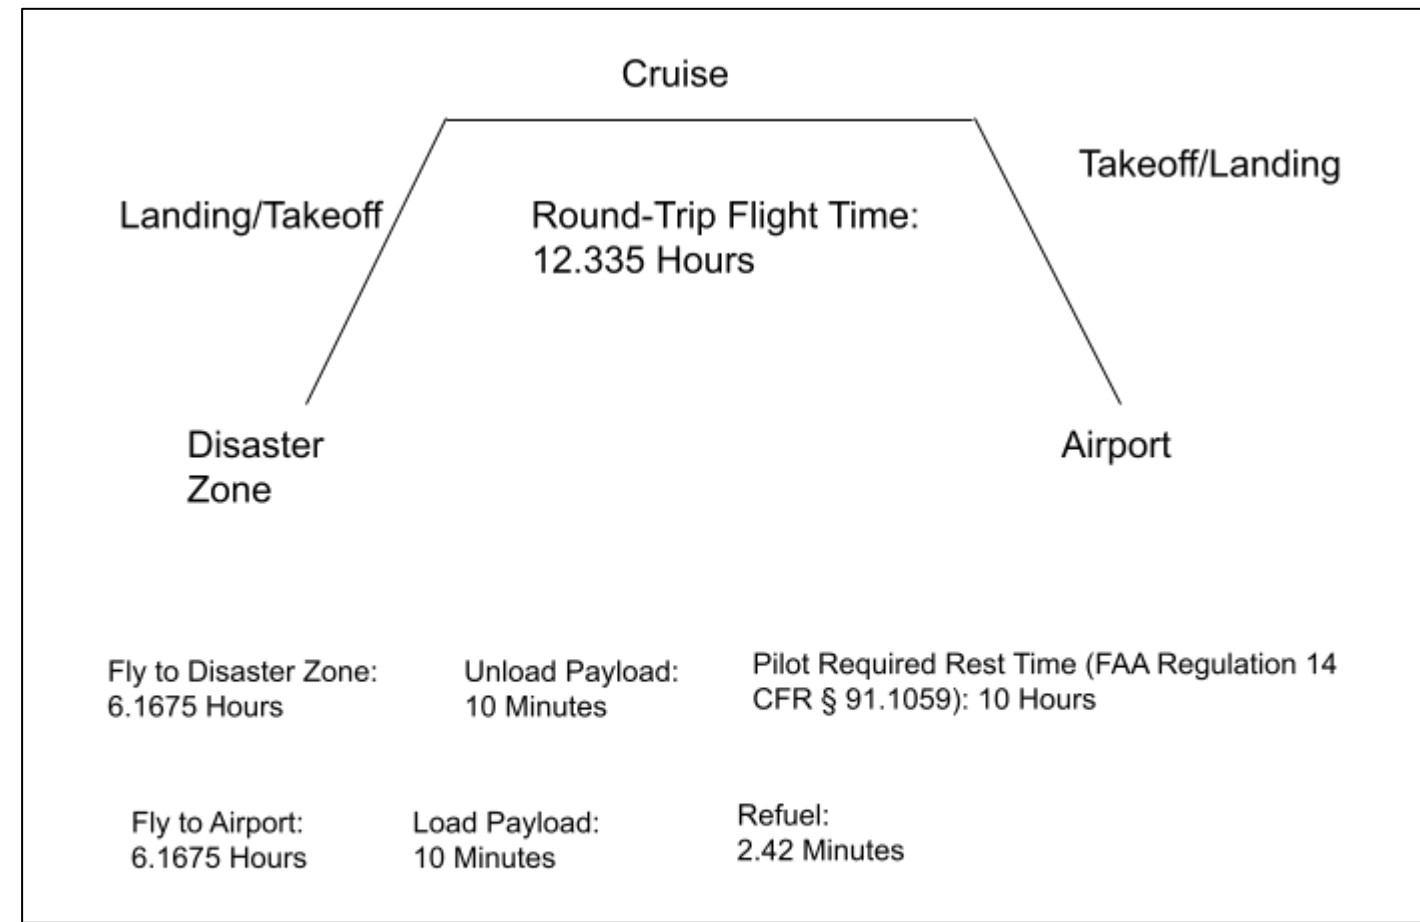 Cruise
Takeoff/Landing
Landing/Takeoff
Round-Trip Flight Time:
12.335 Hours
Disaster
Zone
Airport
Fly to Disaster Zone:
6.1675 Hours
Unload Payload:
10 Minutes
Pilot Required Rest Time (FAA Regulation 14
CFR § 91.1059): 10 Hours
Fly to Airport:
6.1675 Hours
Load Payload:
10 Minutes
Refuel:
2.42 Minutes